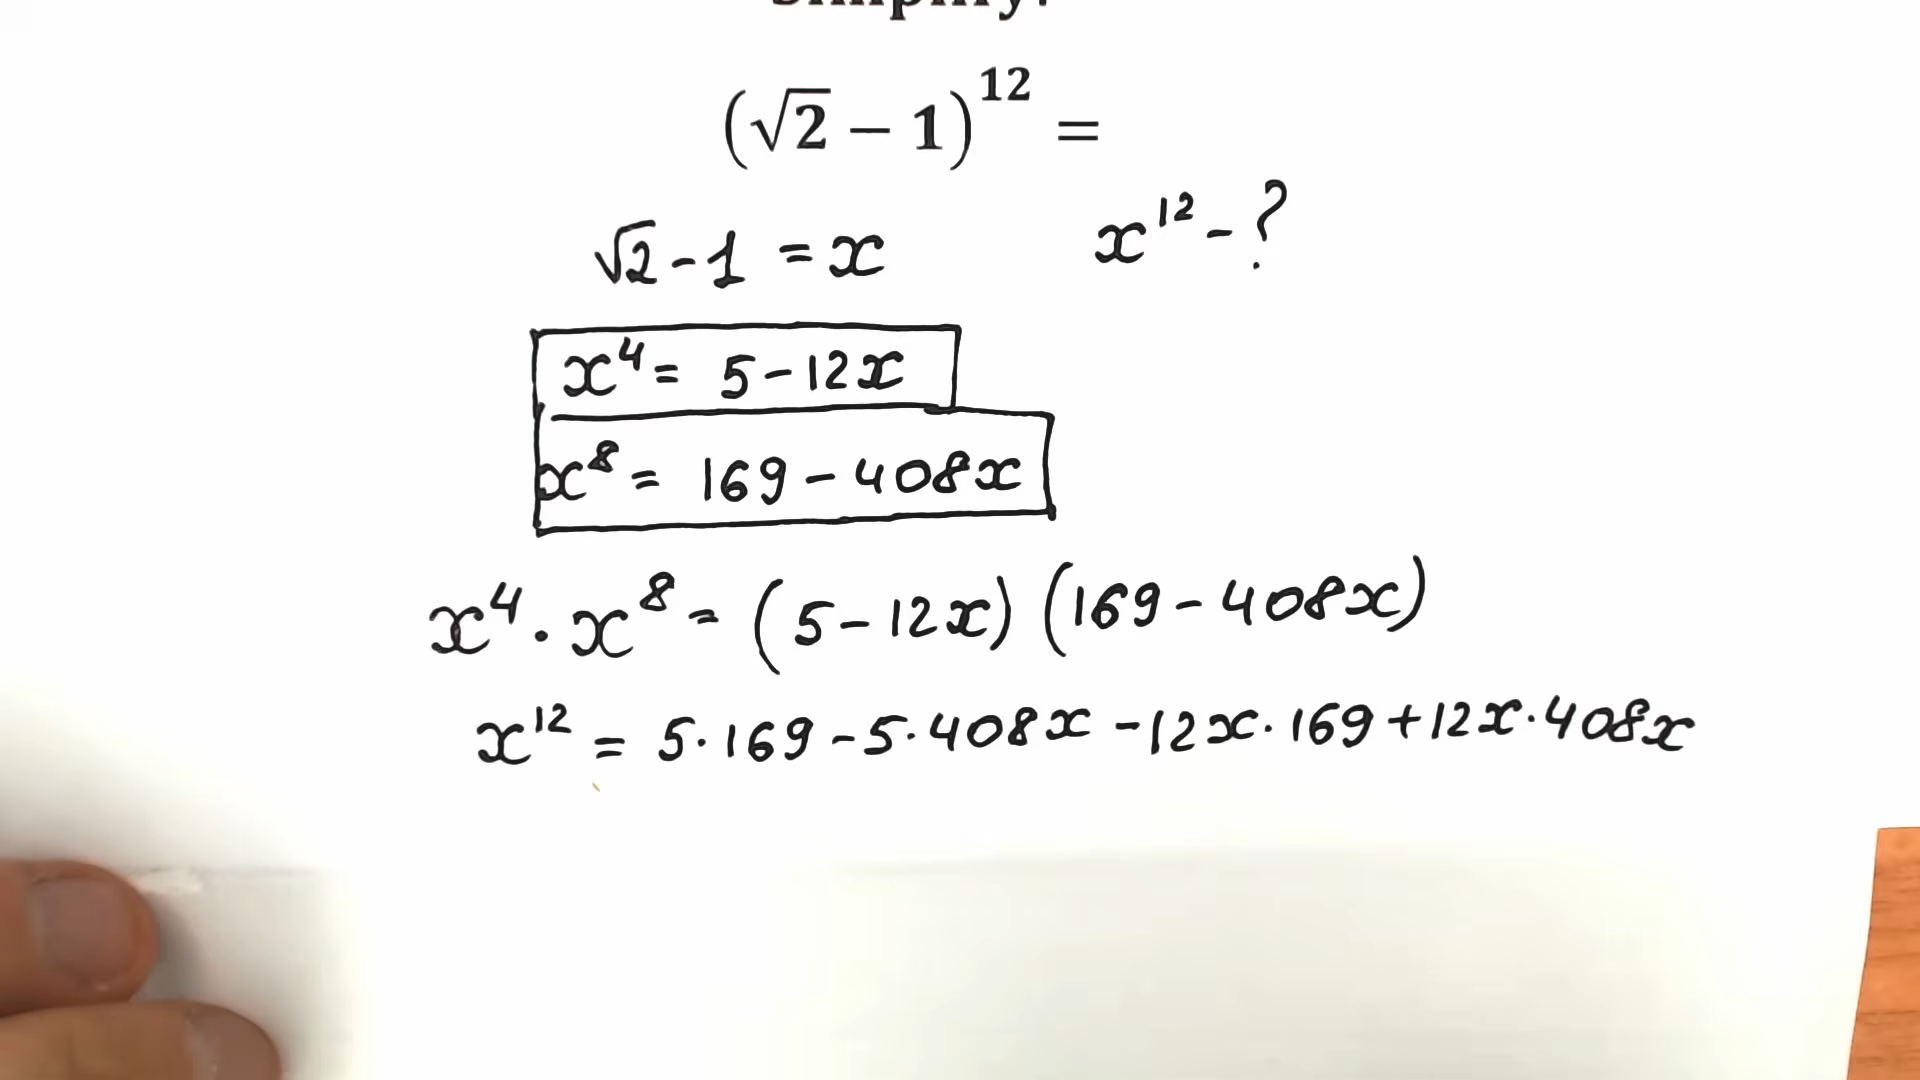 (√2 − 1)^12 =
√2 - 1 = x
x^12 - ?
x^4 = 5 - 12x
x^8 = 169 - 408x
x^4 · x^8 = (5 - 12x) (169 - 408x)
x^12 = 5·169 - 5·408x - 12x·169 + 12x·408x